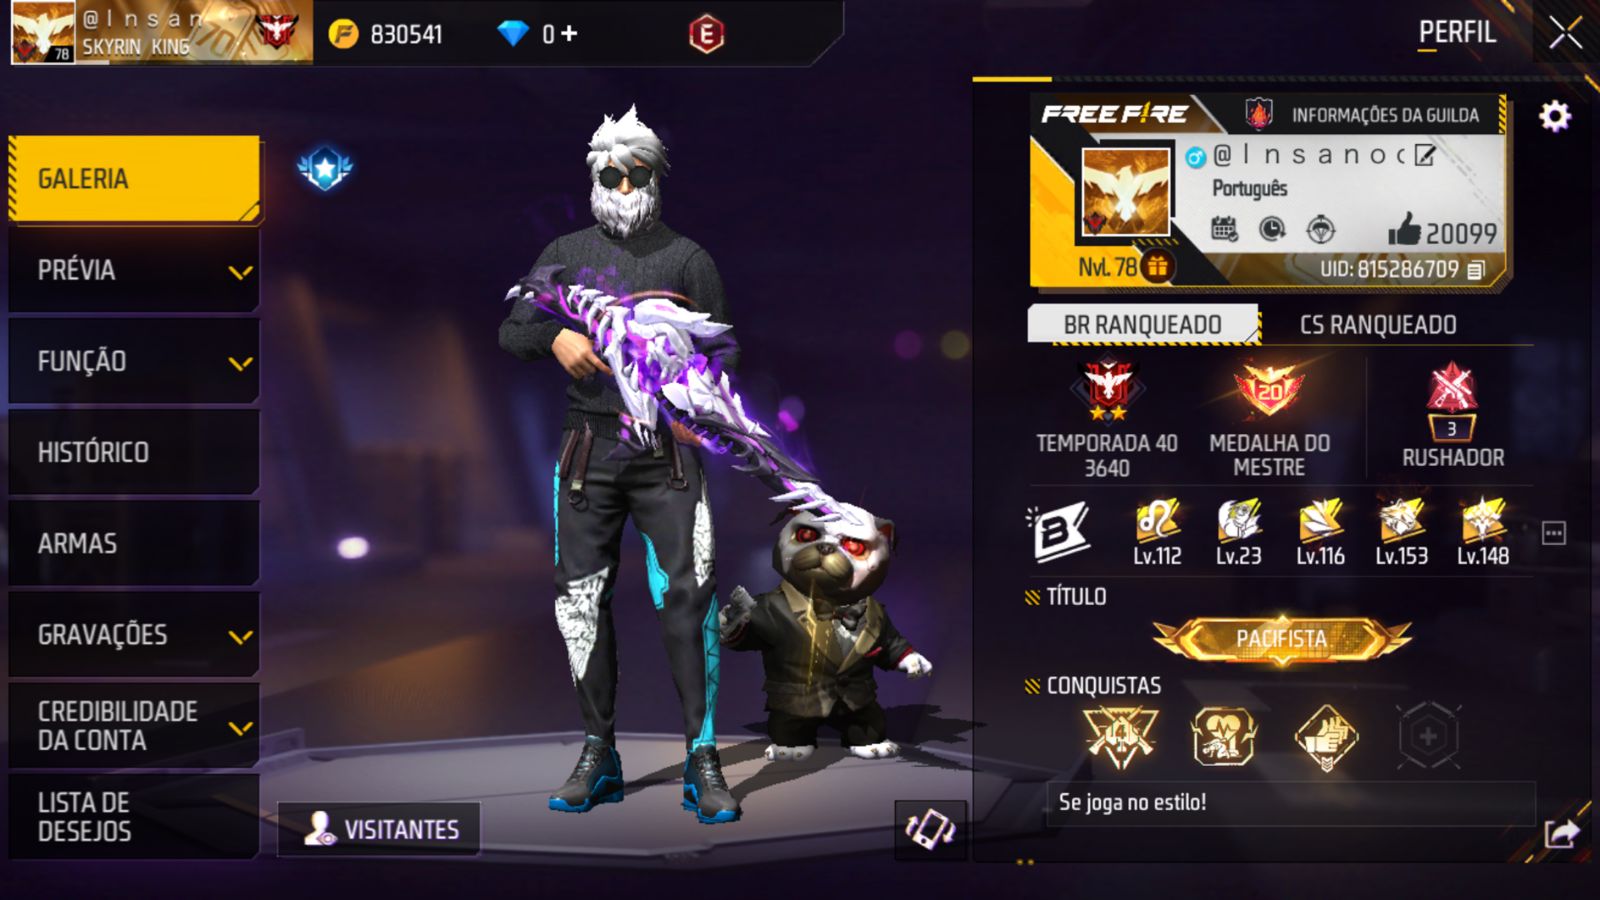 @Insan
SKYRIN KING
78
830541
0+
E
PERFIL
GALERIA
PRÉVIA
FUNÇÃO
HISTÓRICO
ARMAS
GRAVAÇÕES
CREDIBILIDADE
DA CONTA
LISTA DE
DESEJOS
VISITANTES
FREE FIRE
INFORMAÇÕES DA GUILDA
@Insano
Português
20099
Nvl. 78
UID: 815286709
BR RANQUEADO
CS RANQUEADO
20
3
TEMPORADA 40
3640
MEDALHA DO
MESTRE
RUSHADOR
B
Lv.112
Lv.23
Lv.116
Lv.153
Lv.148
TÍTULO
PACIFISTA
CONQUISTAS
4
Se joga no estilo!